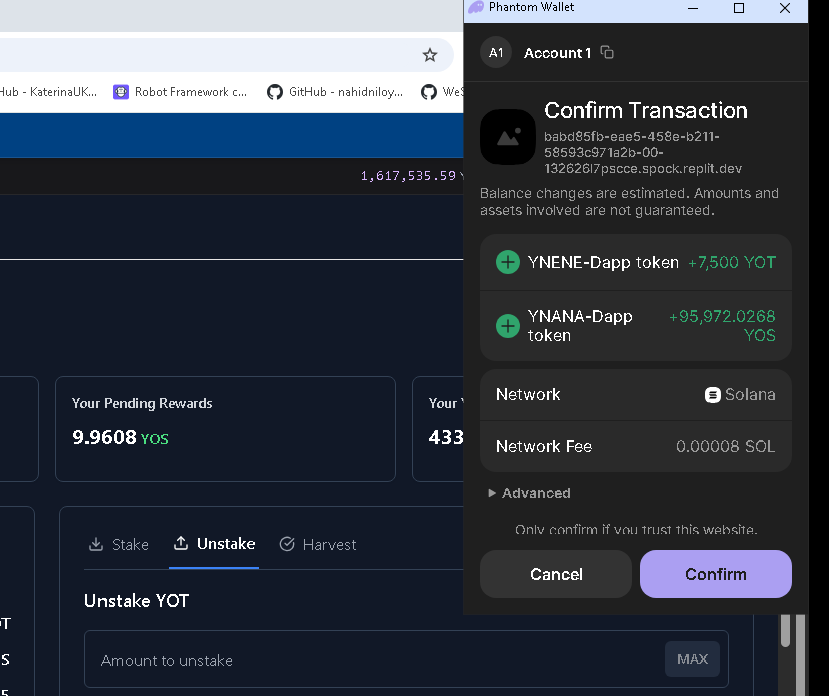 Phantom Wallet
A1 Account 1
Hub - KaterinaUK...
Robot Framework c...
GitHub - nahidniloy...
WeS
Confirm Transaction
babd85fb-eae5-458e-b211-
58593c971a2b-00-
132626l7pscce.spock.replit.dev
1,617,535.59 Y
Balance changes are estimated. Amounts and
assets involved are not guaranteed.
YNENE-Dapp token +7,500 YOT
YNANA-Dapp
token
+95,972.0268
YOS
Your Pending Rewards
9.9608 YOS
Your Y
433
Network Solana
Network Fee 0.00008 SOL
Advanced
Only confirm if you trust this website.
Cancel Confirm
Stake Unstake Harvest
Unstake YOT
Amount to unstake MAX